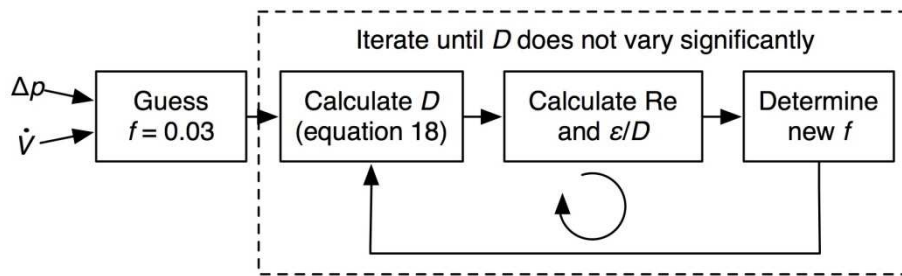 Iterate until D does not vary significantly
Δp
V̇
Guess
f = 0.03
Calculate D
(equation 18)
Calculate Re
and ε/D
Determine
new f